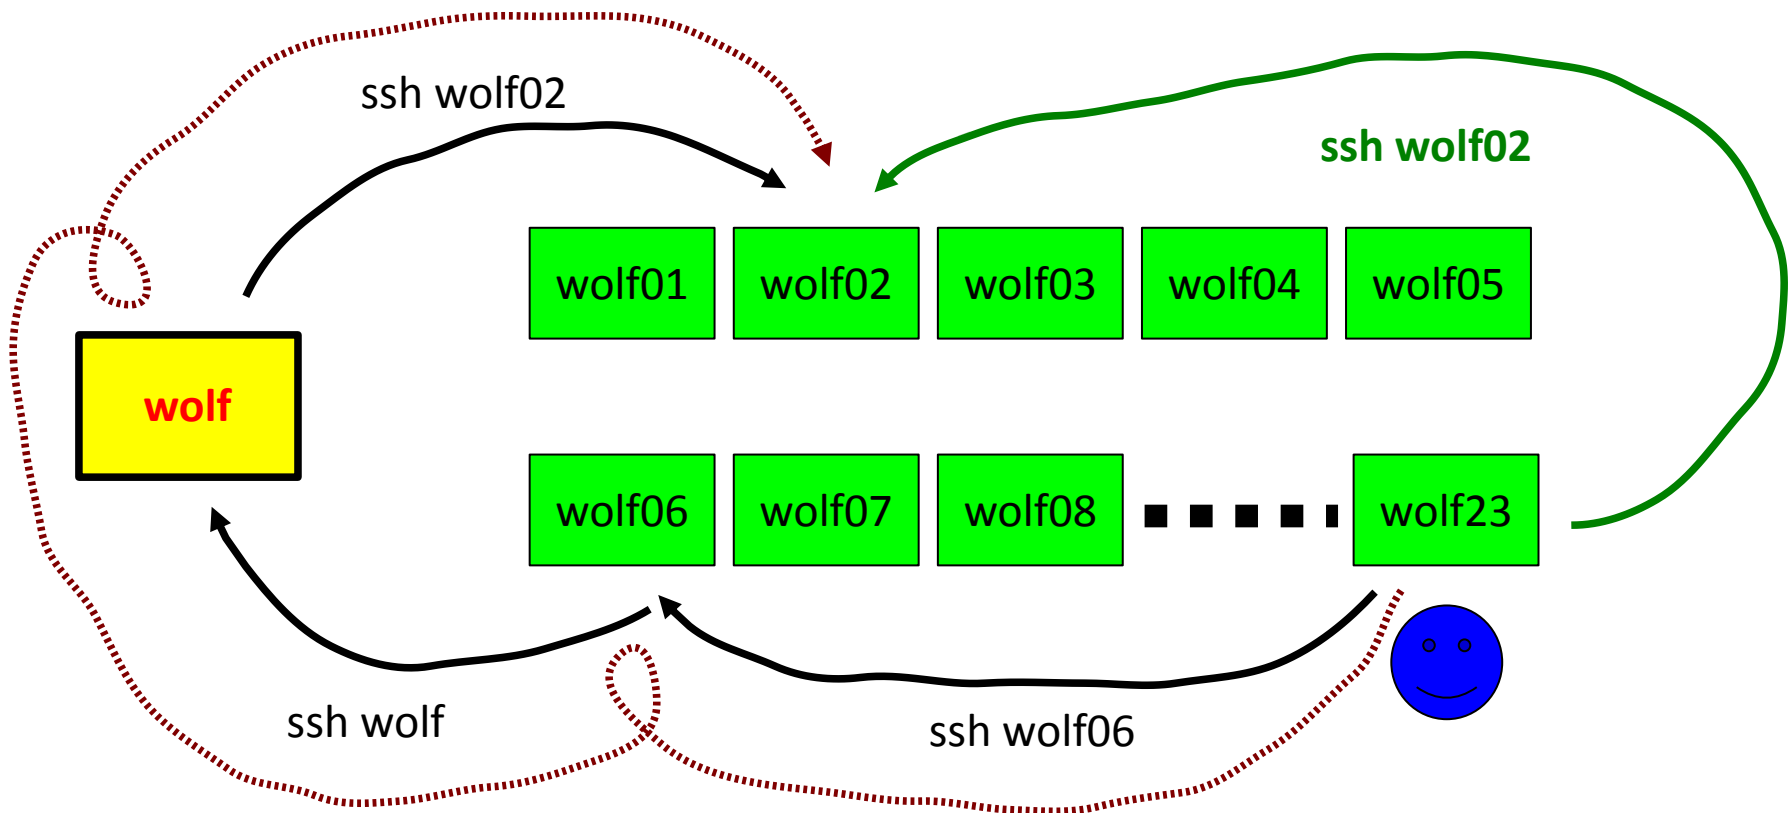 ssh wolf02
ssh wolf02
wolf01 wolf02 wolf03 wolf04 wolf05
wolf
wolf06 wolf07 wolf08 wolf23
ssh wolf
ssh wolf06